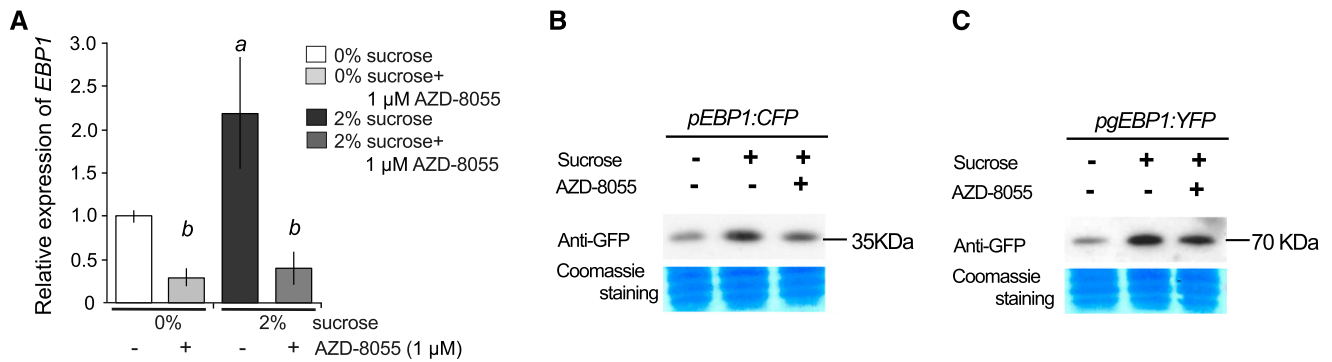 A
Relative expression of EBP1
3.0
2.5
2.0
1.5
1.0
0.5
0
a
b
b
0% sucrose
0% sucrose+
1 µM AZD-8055
2% sucrose
2% sucrose+
1 µM AZD-8055
0% 2% sucrose
- + - + AZD-8055 (1 µM)
B
pEBP1:CFP
Sucrose - + +
AZD-8055 - - +
Anti-GFP 35KDa
Coomassie
staining
C
pgEBP1:YFP
Sucrose - + +
AZD-8055 - - +
Anti-GFP 70 KDa
Coomassie
staining